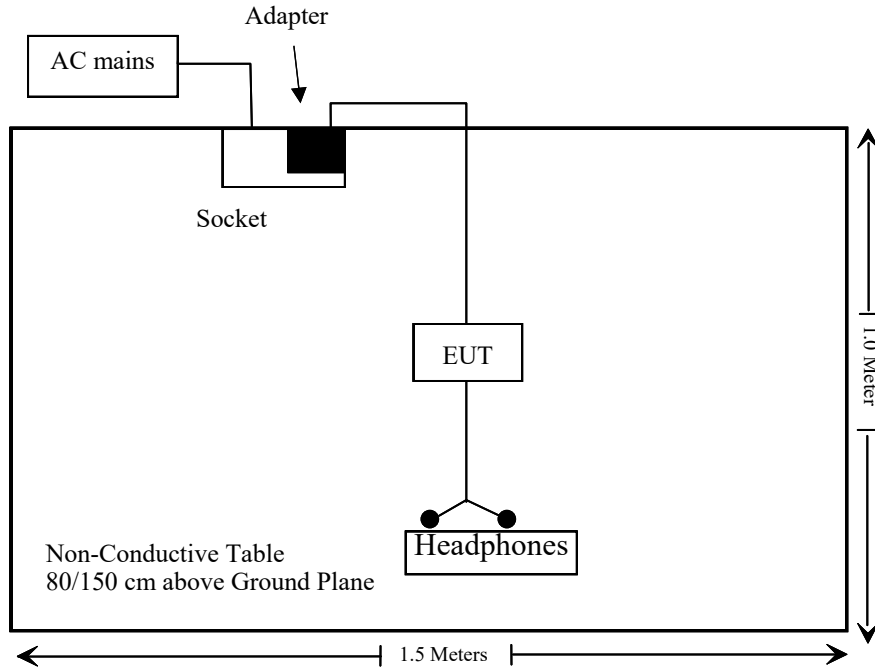 Adapter
AC mains
Socket
EUT
1.0 Meter
Headphones
Non-Conductive Table
80/150 cm above Ground Plane
1.5 Meters